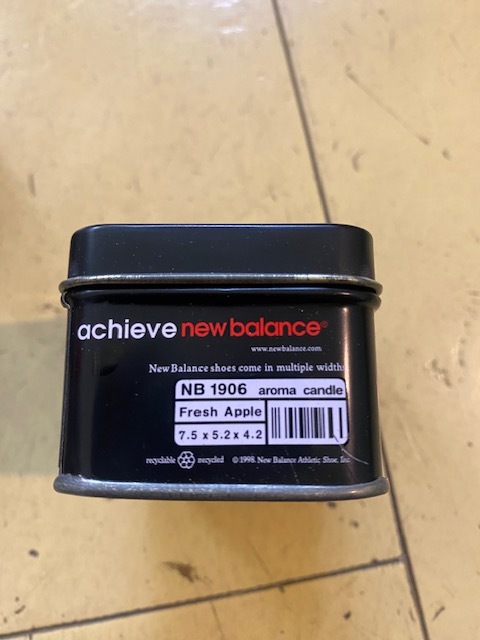 achieve new balance®
www.newbalance.com
New Balance shoes come in multiple width
NB 1906 aroma candle
Fresh Apple
7.5 x 5.2 x 4.2
recyclable recycled © 1998. New Balance Athletic Shoe, Inc.